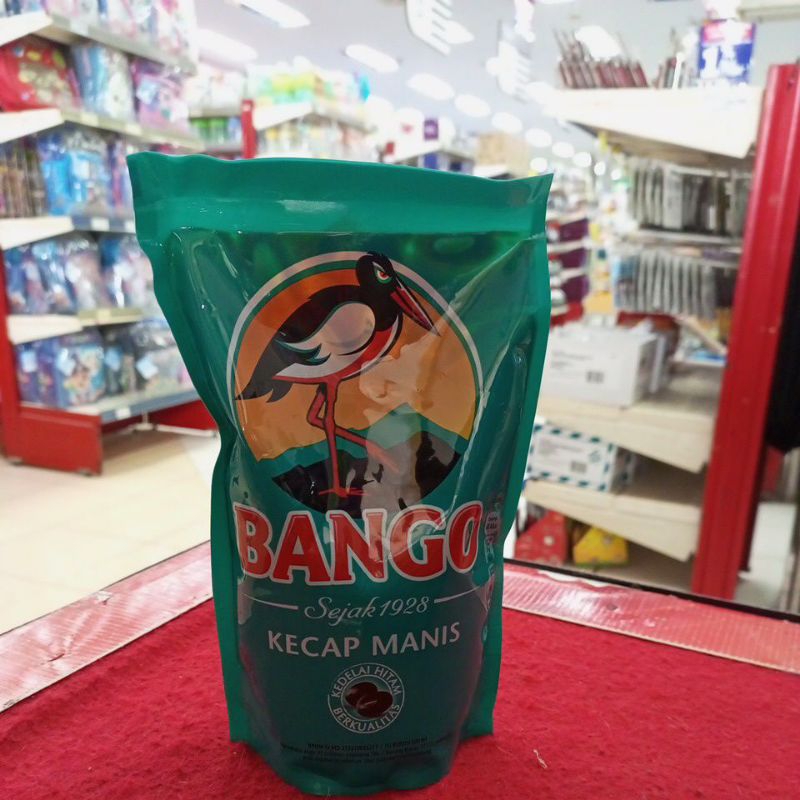 BANGO
Sejak 1928
KECAP MANIS
KEDELAI HITAM
BERKUALITAS